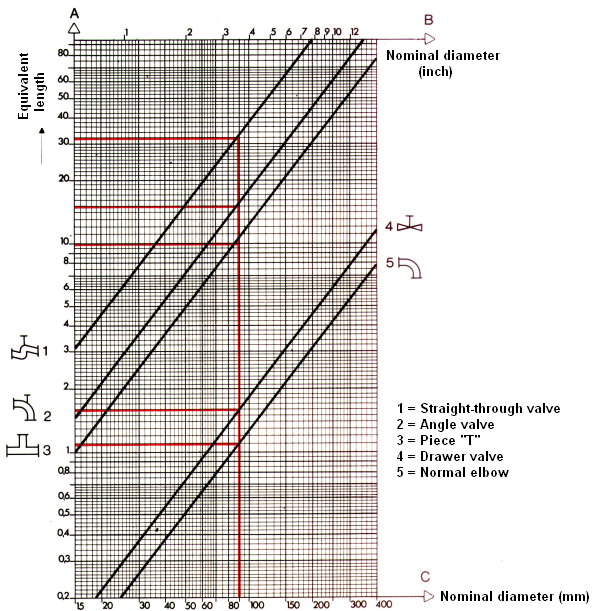 A
B
1 2 3 4 5 6 7 8 9 10 12
Nominal diameter
(inch)
Equivalent
length
80
60
50
40
30
20
10
8
6
5
4
3
2
1
0,8
0,6
0,5
0,4
0,3
0,2
1
2
3
4
5
1 = Straight-through valve
2 = Angle valve
3 = Piece "T"
4 = Drawer valve
5 = Normal elbow
C
15 20 30 40 50 60 80 100 150 200 300 400
Nominal diameter (mm)